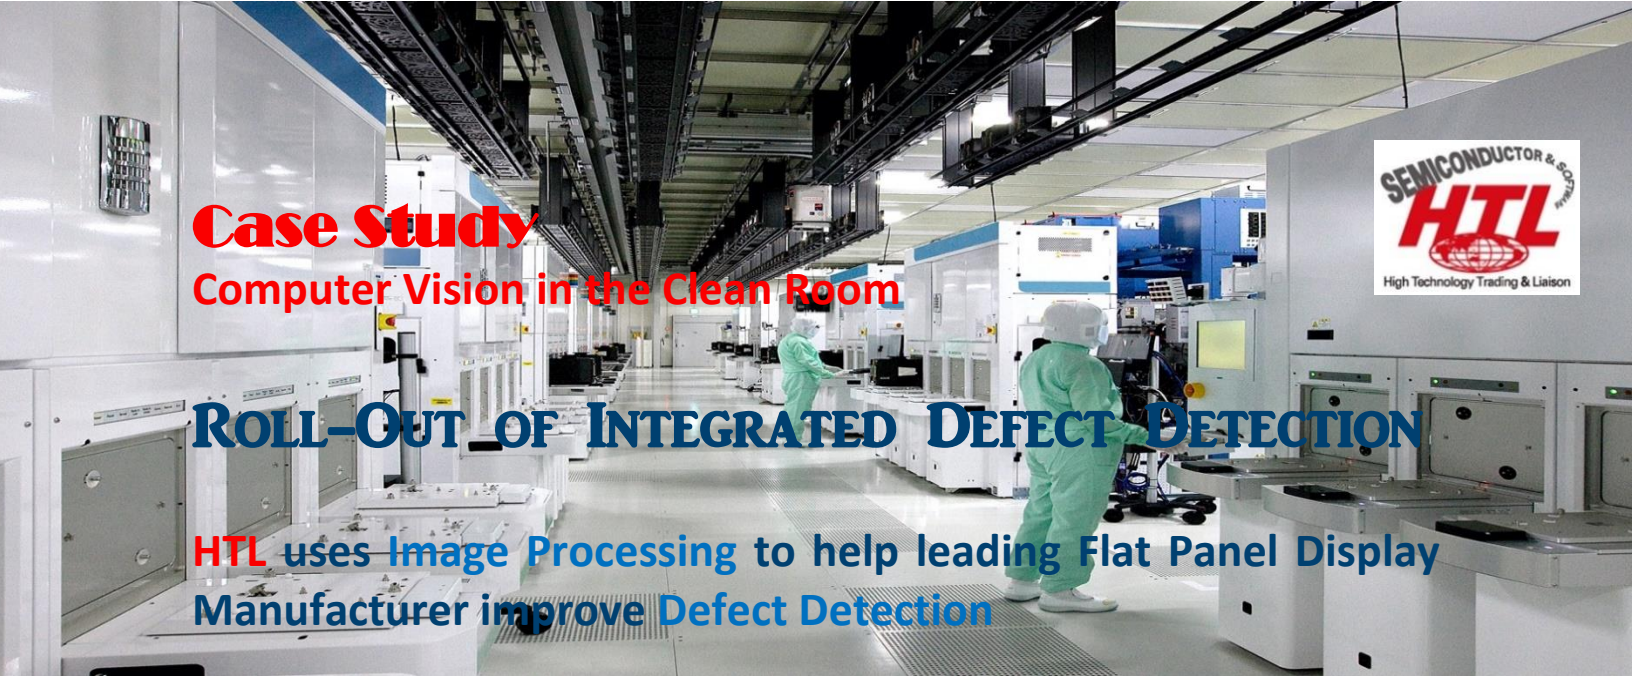 Case Study
Computer Vision in the Clean Room
SEMICONDUCTOR & SOFTWARE
HTL
High Technology Trading & Liaison
Roll-Out of Integrated Defect Detection
HTL uses Image Processing to help leading Flat Panel Display
Manufacturer improve Defect Detection